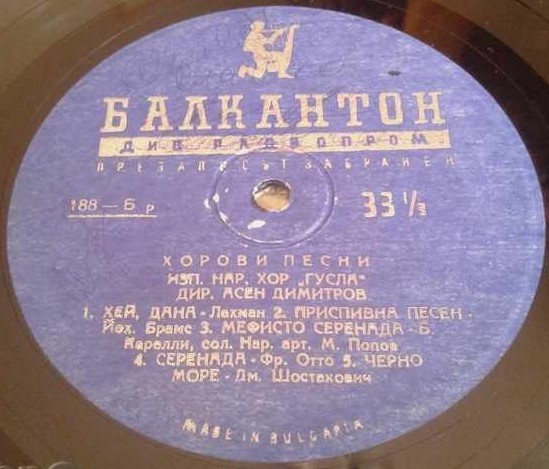 БАЛКАНТОН
ДИП РАДИОПРОМ
ПРЕЗАПИСЪТ ЗАБРАНЕН
188 — Б р
33 ⅓
ХОРОВИ ПЕСНИ
ИЗП. НАР. ХОР „ГУСЛА"
ДИР. АСЕН ДИМИТРОВ
1. ХЕЙ, ДАНА - Лахман 2. ПРИСПИВНА ПЕСЕН -
Йох. Брамс 3. МЕФИСТО СЕРЕНАДА - Б.
Карелли, сол. Нар. арт. М. Попов
4. СЕРЕНАДА - Фр. Отто 5. ЧЕРНО
МОРЕ - Дм. Шостакович
MADE IN BULGARIA